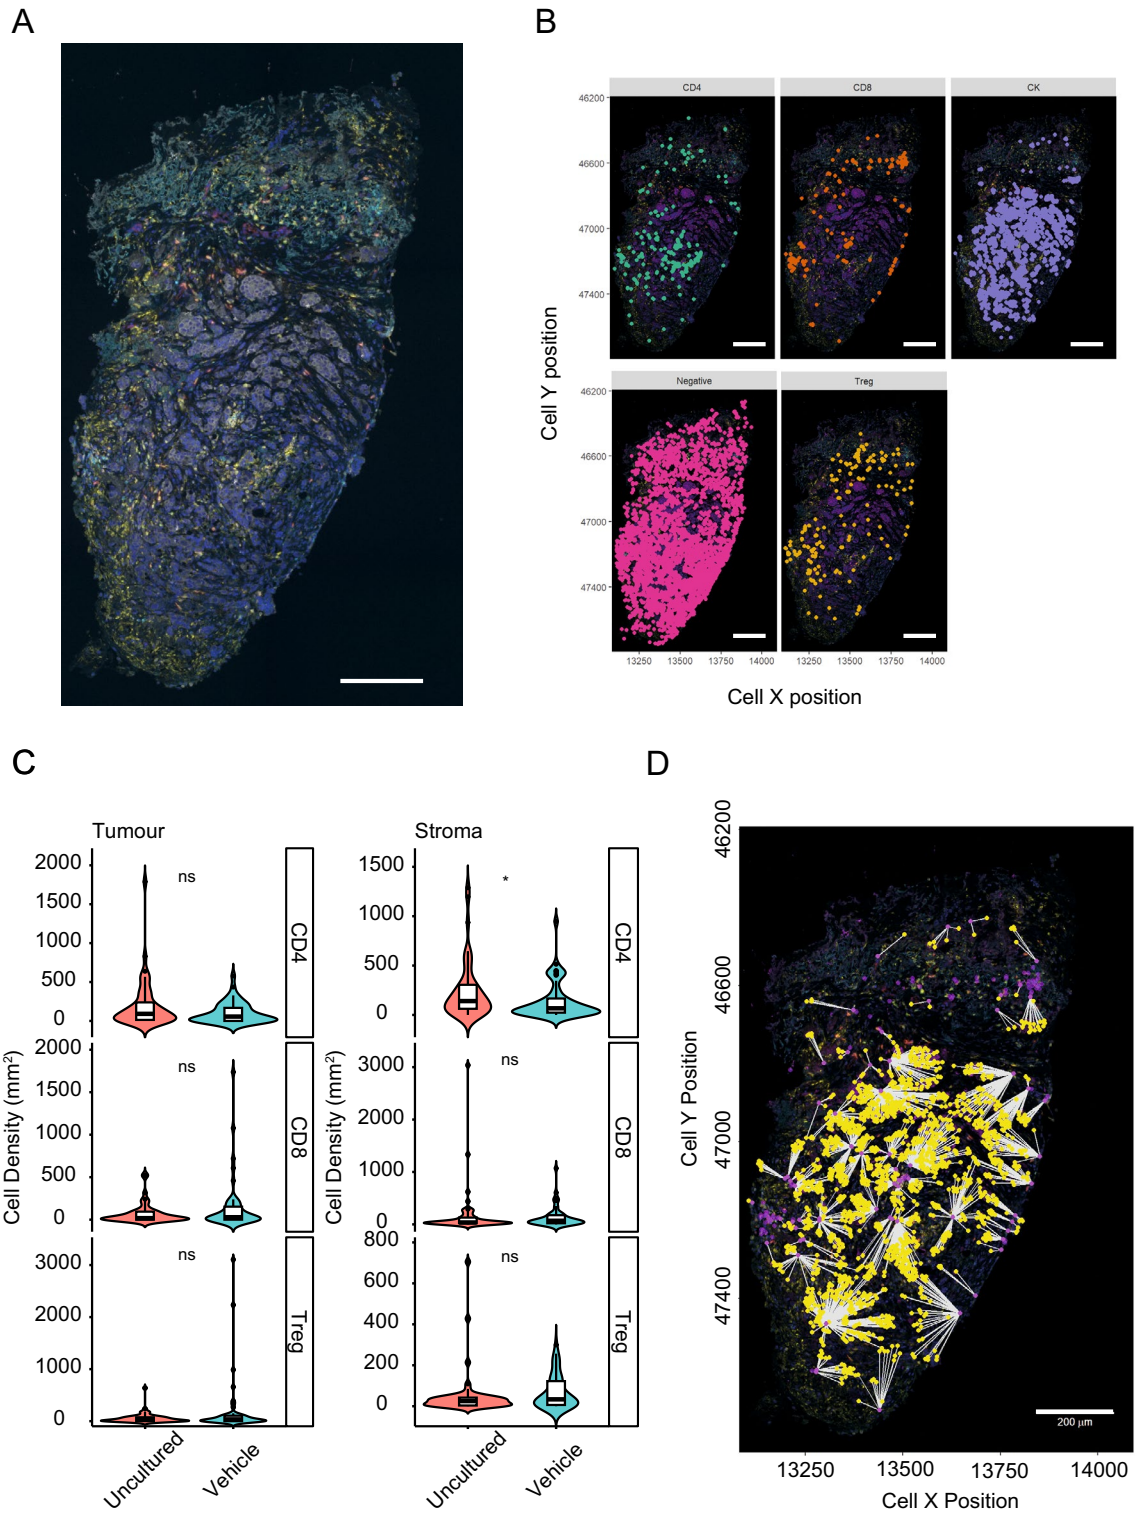 A
B
CD4
CD8
CK
46200
46600
47000
47400
Cell Y position
Negative
Treg
46200
46600
47000
47400
13250 13500 13750 14000
13250 13500 13750 14000
Cell X position
C
Tumour
Stroma
Cell Density (mm²)
2000
1500
1000
500
0
ns
CD4
2000
1500
1000
500
0
ns
CD8
3000
2000
1000
0
ns
Treg
Uncultured
Vehicle
Cell Density (mm²)
1500
1000
500
0
*
CD4
3000
2000
1000
0
ns
CD8
800
600
400
200
0
ns
Treg
Uncultured
Vehicle
D
Cell Y Position
46200
46600
47000
47400
200 µm
13250 13500 13750 14000
Cell X Position